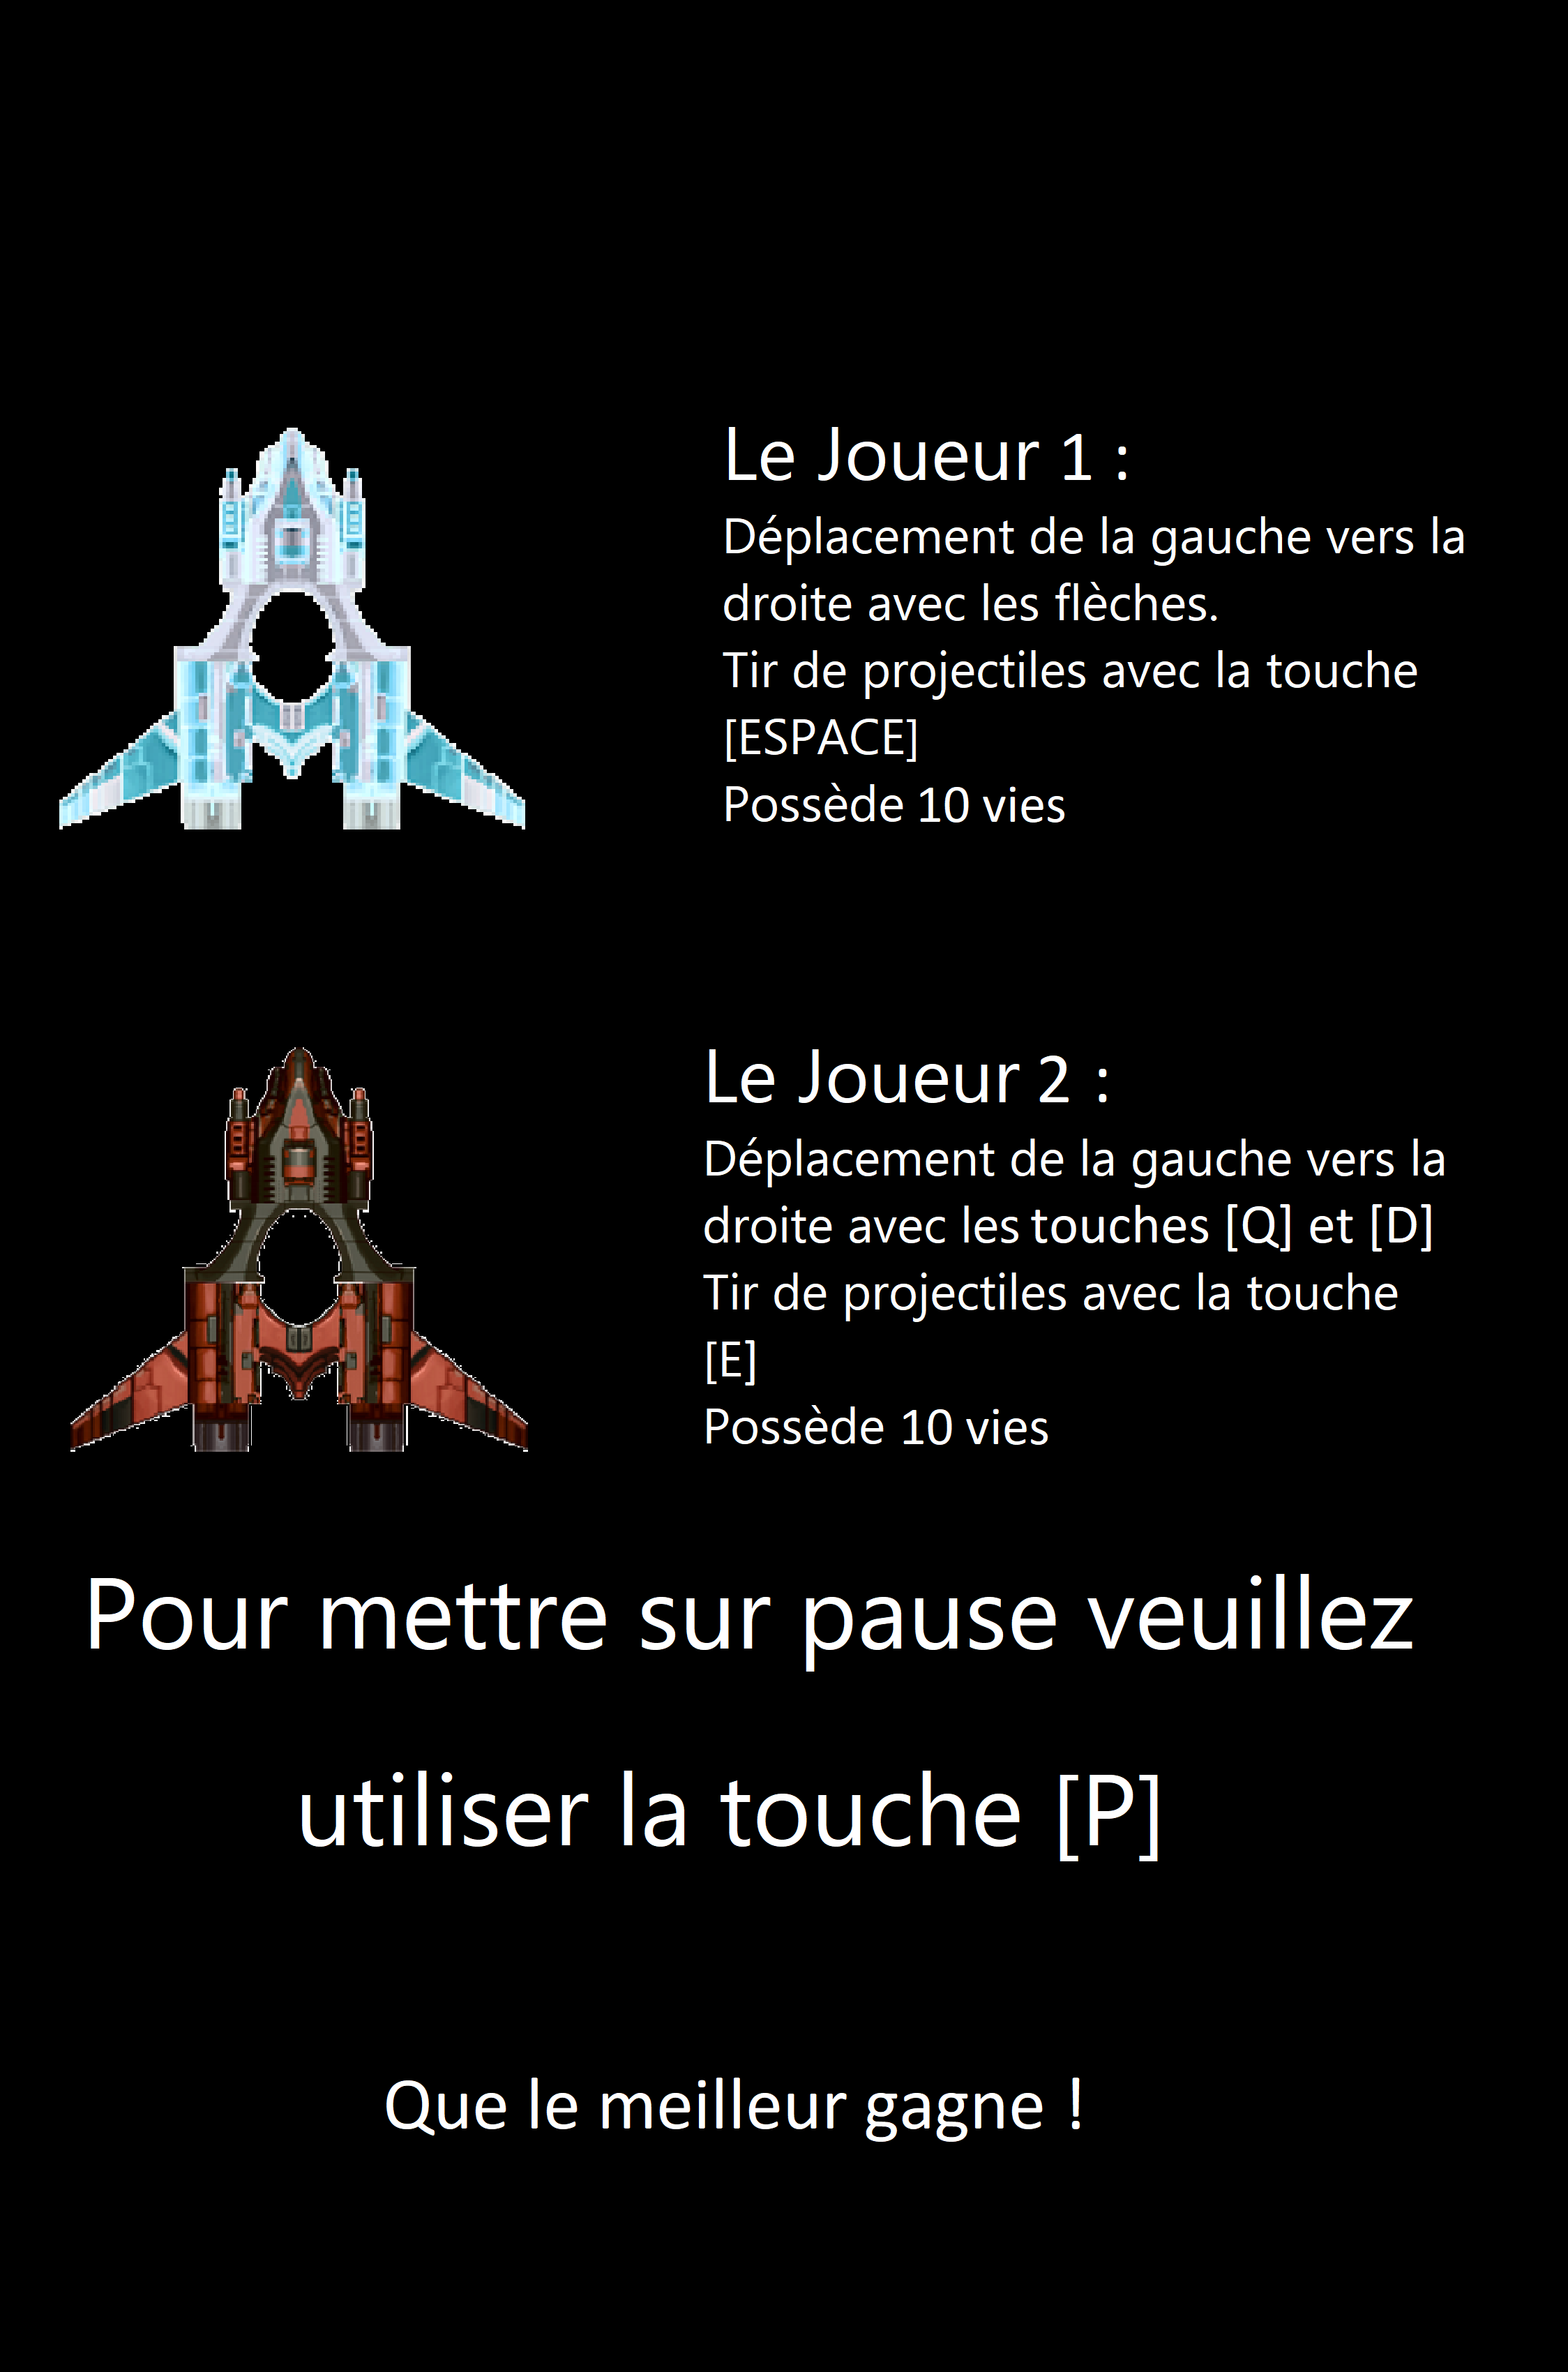 Le Joueur 1 :
Déplacement de la gauche vers la
droite avec les flèches.
Tir de projectiles avec la touche
[ESPACE]
Possède 10 vies
Le Joueur 2 :
Déplacement de la gauche vers la
droite avec les touches [Q] et [D]
Tir de projectiles avec la touche
[E]
Possède 10 vies
Pour mettre sur pause veuillez
utiliser la touche [P]
Que le meilleur gagne !